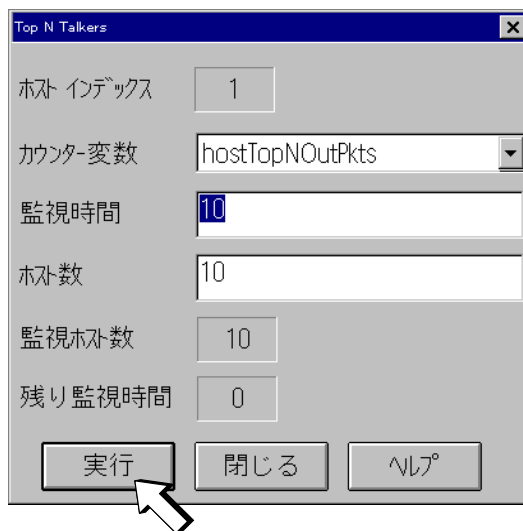 Top N Talkers
ﾎｽﾄ ｲﾝﾃﾞｯｸｽ 1
ｶｳﾝﾀｰ変数 hostTopNOutPkts
監視時間 10
ﾎｽﾄ数 10
監視ﾎｽﾄ数 10
残り監視時間 0
実行 閉じる ﾍﾙﾌﾟ